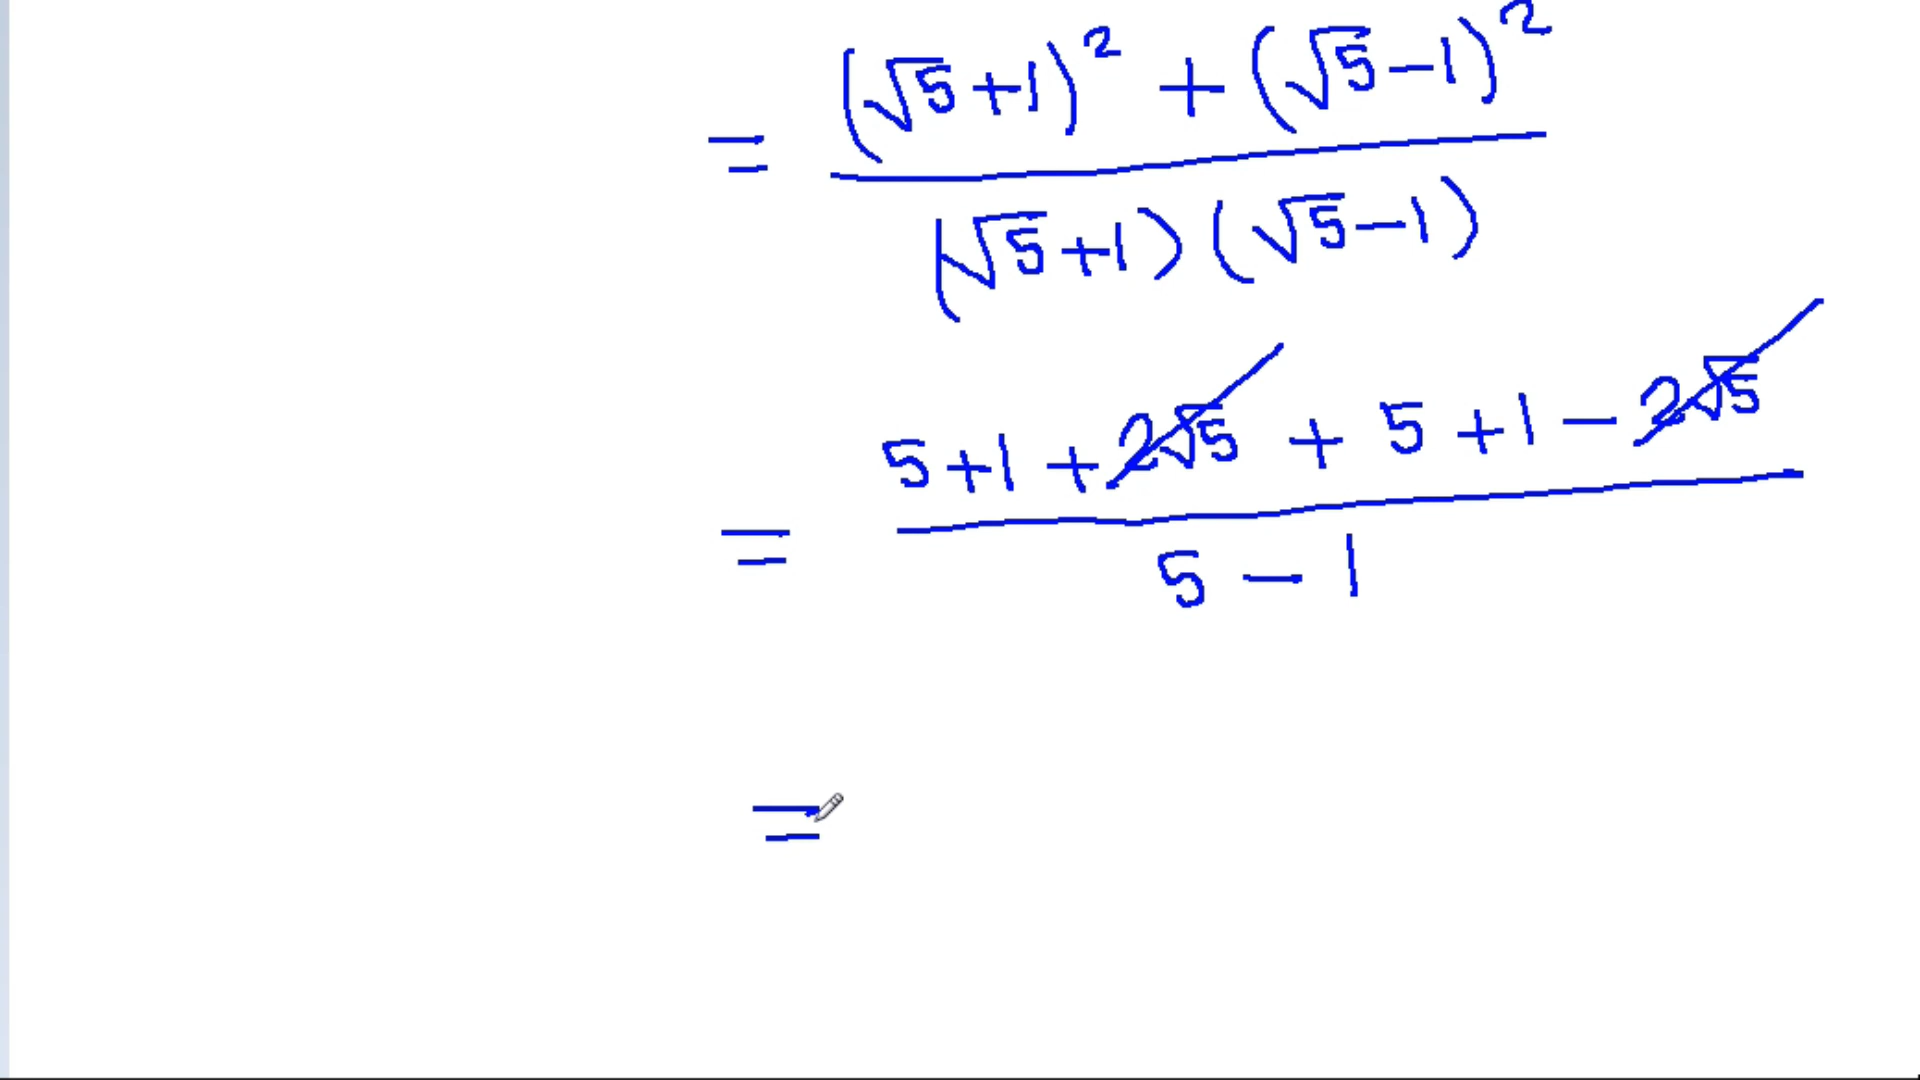 = (√5+1)² + (√5-1)² / (√5+1)(√5-1)
= 5+1+2√5 + 5+1-2√5 / 5-1
=